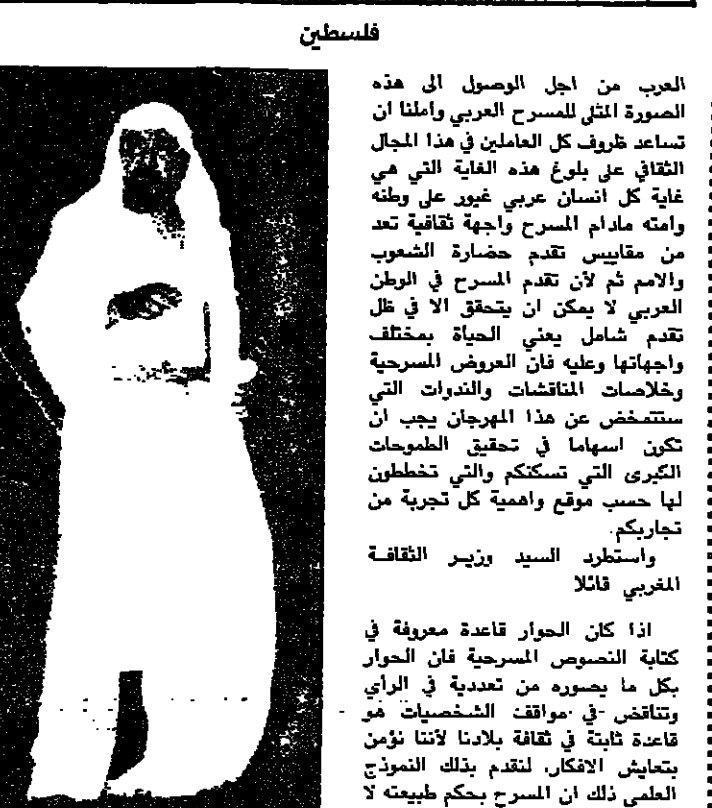 فلسطين
العرب من اجل الوصول الى هذه
الصورة المثلى للمسرح العربي واملنا ان
تساعد ظروف كل العاملين في هذا المجال
الثقافي على بلوغ هذه الغاية التي هي
غاية كل انسان عربي غيور على وطنه
وامته مادام المسرح واجهة ثقافية تعد
من مقاييس تقدم حضارة الشعوب
والامم ثم لأن تقدم المسرح في الوطن
العربي لا يمكن ان يتحقق الا في ظل
تقدم شامل يعني الحياة بمختلف
واجهاتها وعليه فان العروض المسرحية
وخلاصات المناقشات والندوات التي
ستتمخض عن هذا المهرجان يجب ان
تكون اسهاما في تحقيق الطموحات
الكبرى التي تسكنكم والتي تخططون
لها حسب موقع واهمية كل تجربة من
تجاربكم.
واستطرد السيد وزير الثقافة
المغربي قائلا
اذا كان الحوار قاعدة معروفة في
كتابة النصوص المسرحية فان الحوار
بكل ما يصوره من تعددية في الرأي
وتناقض في مواقف الشخصيات هو
قاعدة ثابتة في ثقافة بلادنا لأننا نؤمن
بتعايش الافكار، لنقدم بذلك النموذج
العلمي ذلك ان المسرح بحكم طبيعته لا